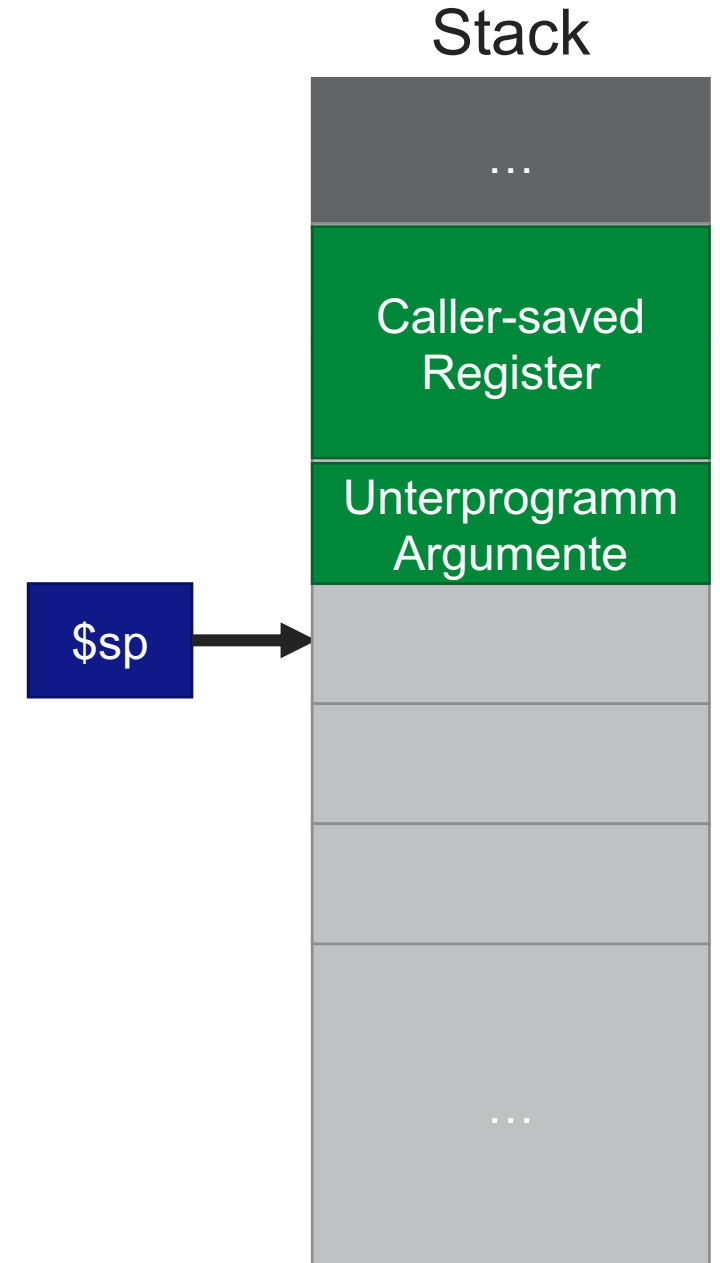 Stack
…
Caller-saved
Register
Unterprogramm
Argumente
$sp
…